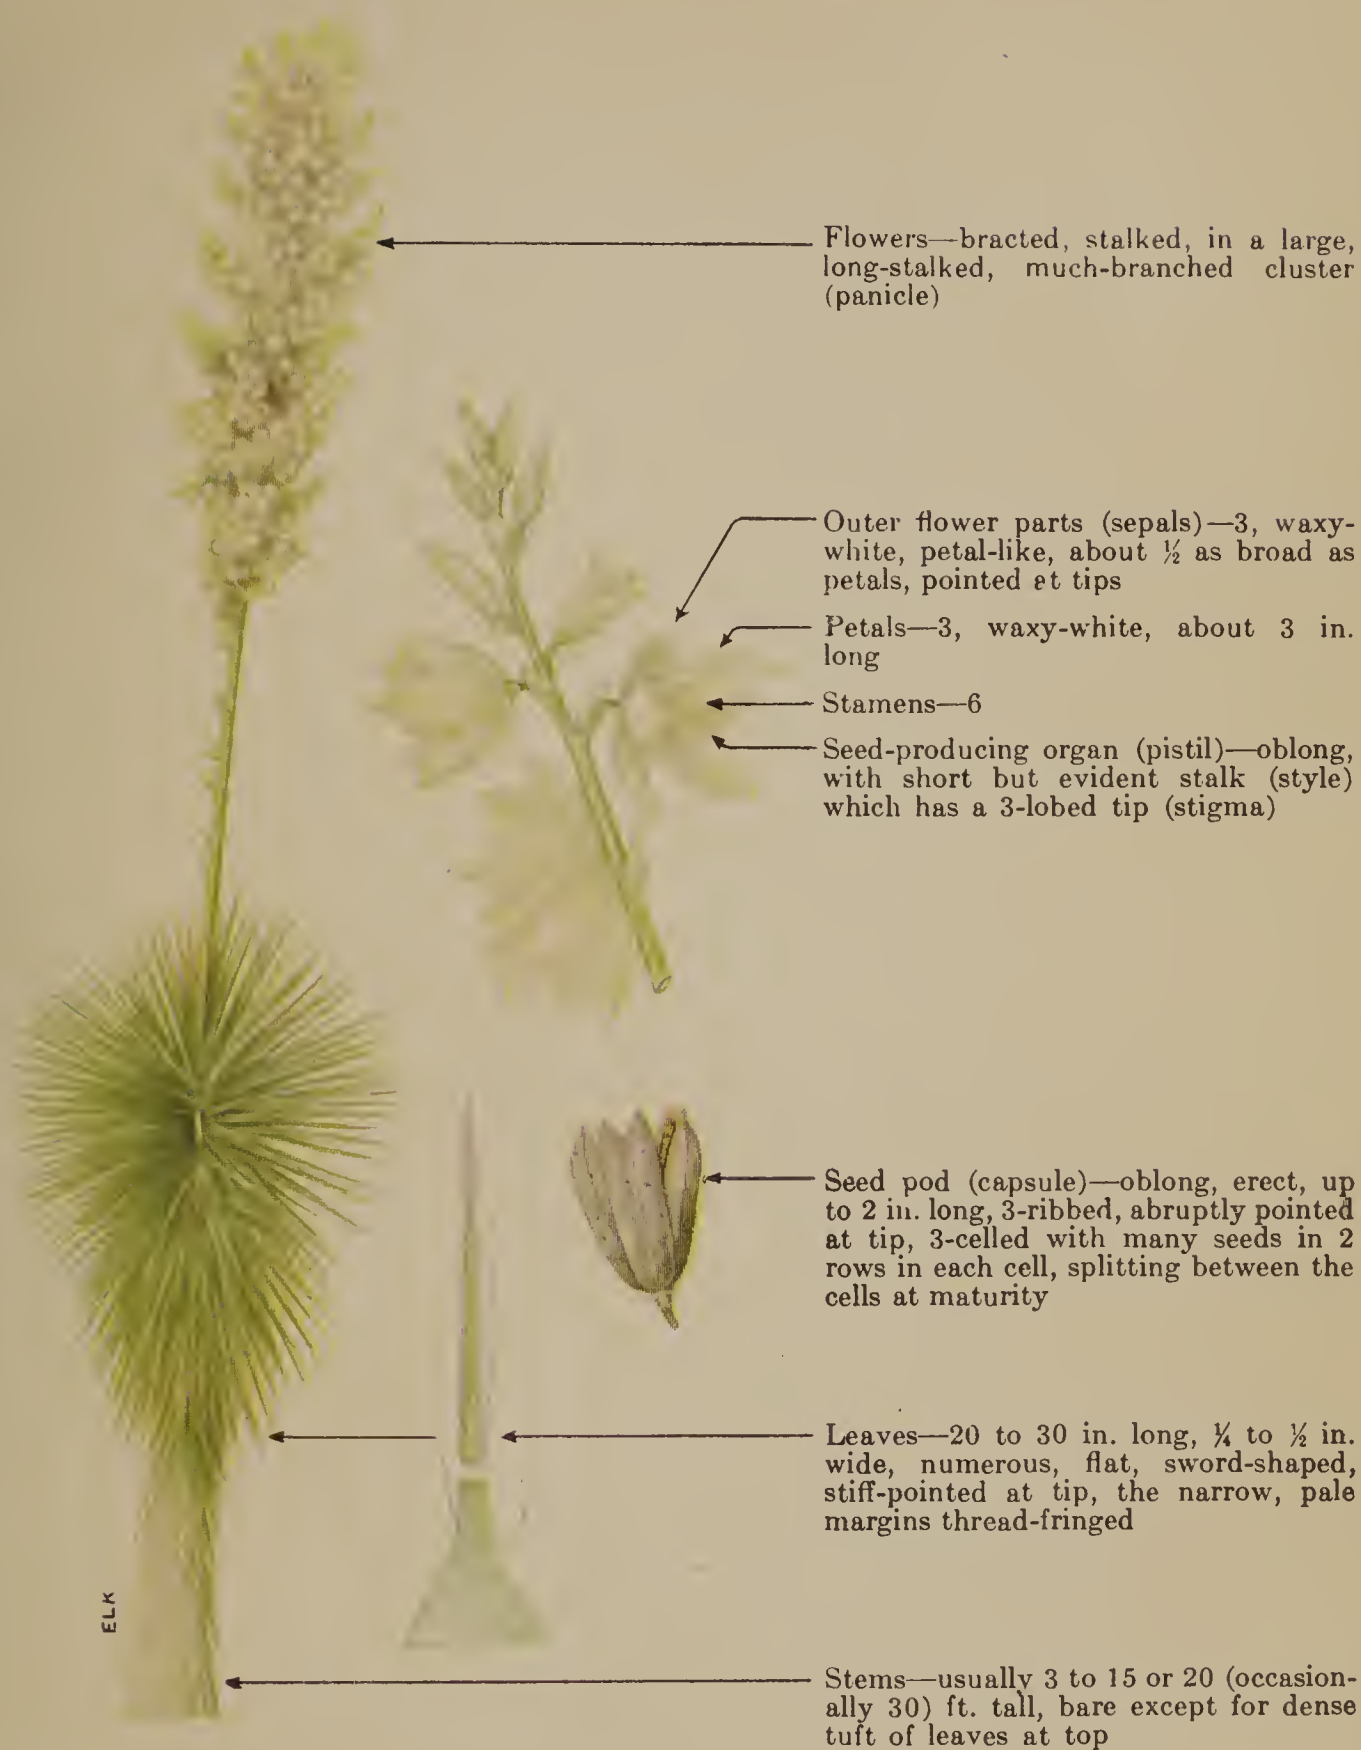 Flowers—bracted, stalked, in a large,
long-stalked, much-branched cluster
(panicle)
Outer flower parts (sepals)—3, waxy-
white, petal-like, about ½ as broad as
petals, pointed et tips
Petals—3, waxy-white, about 3 in.
long
Stamens—6
Seed-producing organ (pistil)—oblong,
with short but evident stalk (style)
which has a 3-lobed tip (stigma)
Seed pod (capsule)—oblong, erect, up
to 2 in. long, 3-ribbed, abruptly pointed
at tip, 3-celled with many seeds in 2
rows in each cell, splitting between the
cells at maturity
Leaves—20 to 30 in. long, ¼ to ½ in.
wide, numerous, flat, sword-shaped,
stiff-pointed at tip, the narrow, pale
margins thread-fringed
ELK
Stems—usually 3 to 15 or 20 (occasion-
ally 30) ft. tall, bare except for dense
tuft of leaves at top